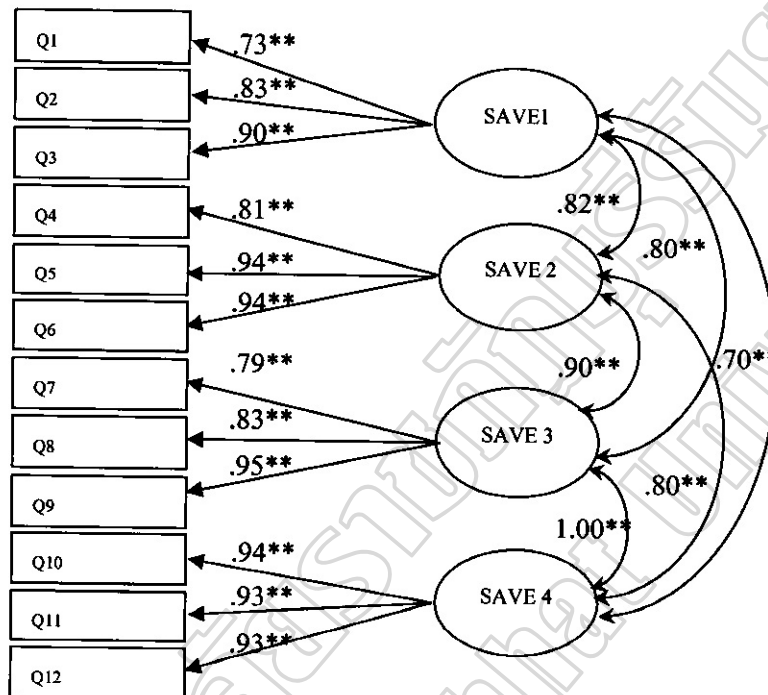 Q1
.73**
Q2
.83**
SAVE1
Q3
.90**
Q4
.81**
.82**
Q5
.94**
SAVE 2
.80**
Q6
.94**
Q7
.79**
.90**
.70**
Q8
.83**
SAVE 3
Q9
.95**
.80**
Q10
.94**
1.00**
Q11
.93**
SAVE 4
Q12
.93**